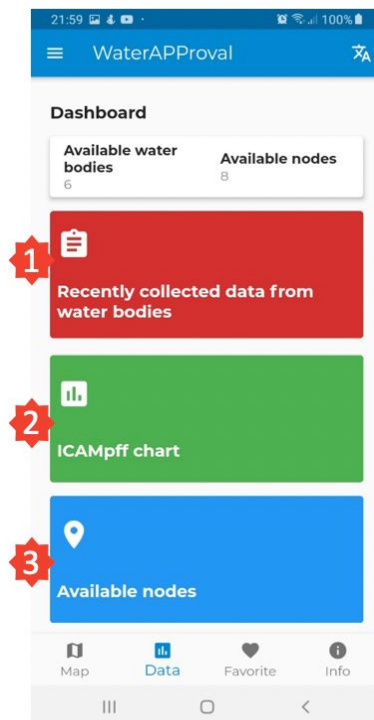 21:59 100%
WaterAPProval
Dashboard
Available water
bodies
6
Available nodes
8
1
Recently collected data from
water bodies
2
ICAMpff chart
3
Available nodes
Map Data Favorite Info